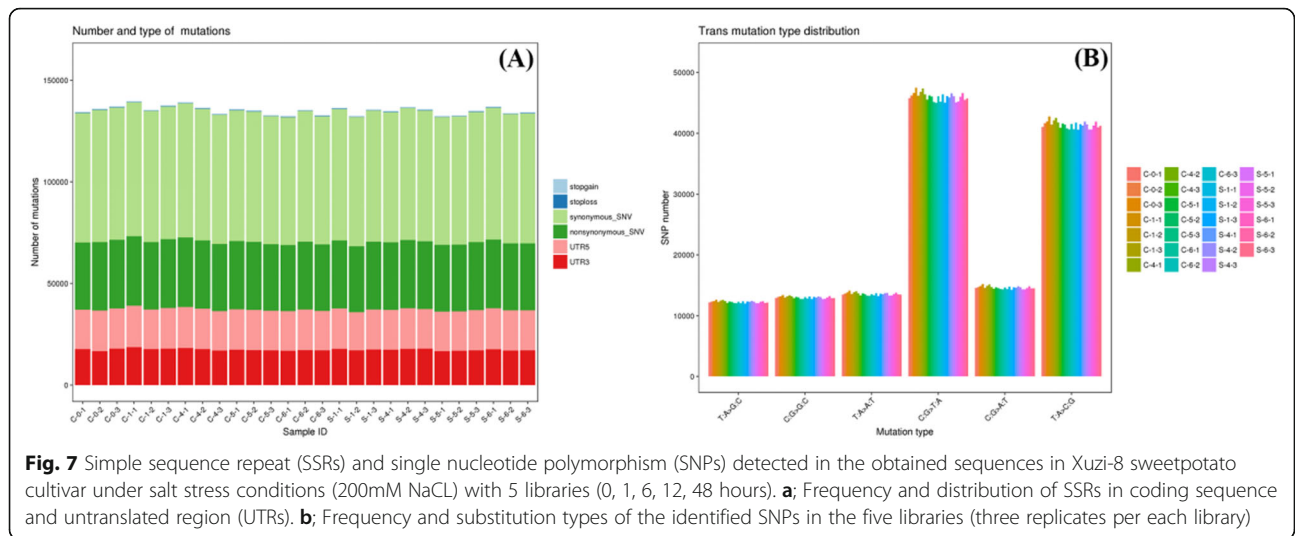 Number and type of mutations
(A)
150000
100000
50000
0
Number of mutations
C-0-1
C-0-2
C-0-3
C-1-1
C-1-2
C-1-3
C-4-1
C-4-2
C-4-3
C-5-1
C-5-2
C-5-3
C-6-1
C-6-2
C-6-3
S-1-1
S-1-2
S-1-3
S-4-1
S-4-2
S-4-3
S-5-1
S-5-2
S-5-3
S-6-1
S-6-2
S-6-3
Sample ID
stopgain
stoploss
synonymous_SNV
nonsynonymous_SNV
UTR5
UTR3
Trans mutation type distribution
(B)
50000
40000
30000
20000
10000
0
SNP number
T:A>G:C
C:G>G:C
T:A>A:T
C:G>T:A
C:G>A:T
T:A>C:G
Mutation type
C-0-1 C-4-2 C-6-3 S-5-1
C-0-2 C-4-3 S-1-1 S-5-2
C-0-3 C-5-1 S-1-2 S-5-3
C-1-1 C-5-2 S-1-3 S-6-1
C-1-2 C-5-3 S-4-1 S-6-2
C-1-3 C-6-1 S-4-2 S-6-3
C-4-1 C-6-2 S-4-3
Fig. 7 Simple sequence repeat (SSRs) and single nucleotide polymorphism (SNPs) detected in the obtained sequences in Xuzi-8 sweetpotato
cultivar under salt stress conditions (200mM NaCL) with 5 libraries (0, 1, 6, 12, 48 hours). a; Frequency and distribution of SSRs in coding sequence
and untranslated region (UTRs). b; Frequency and substitution types of the identified SNPs in the five libraries (three replicates per each library)